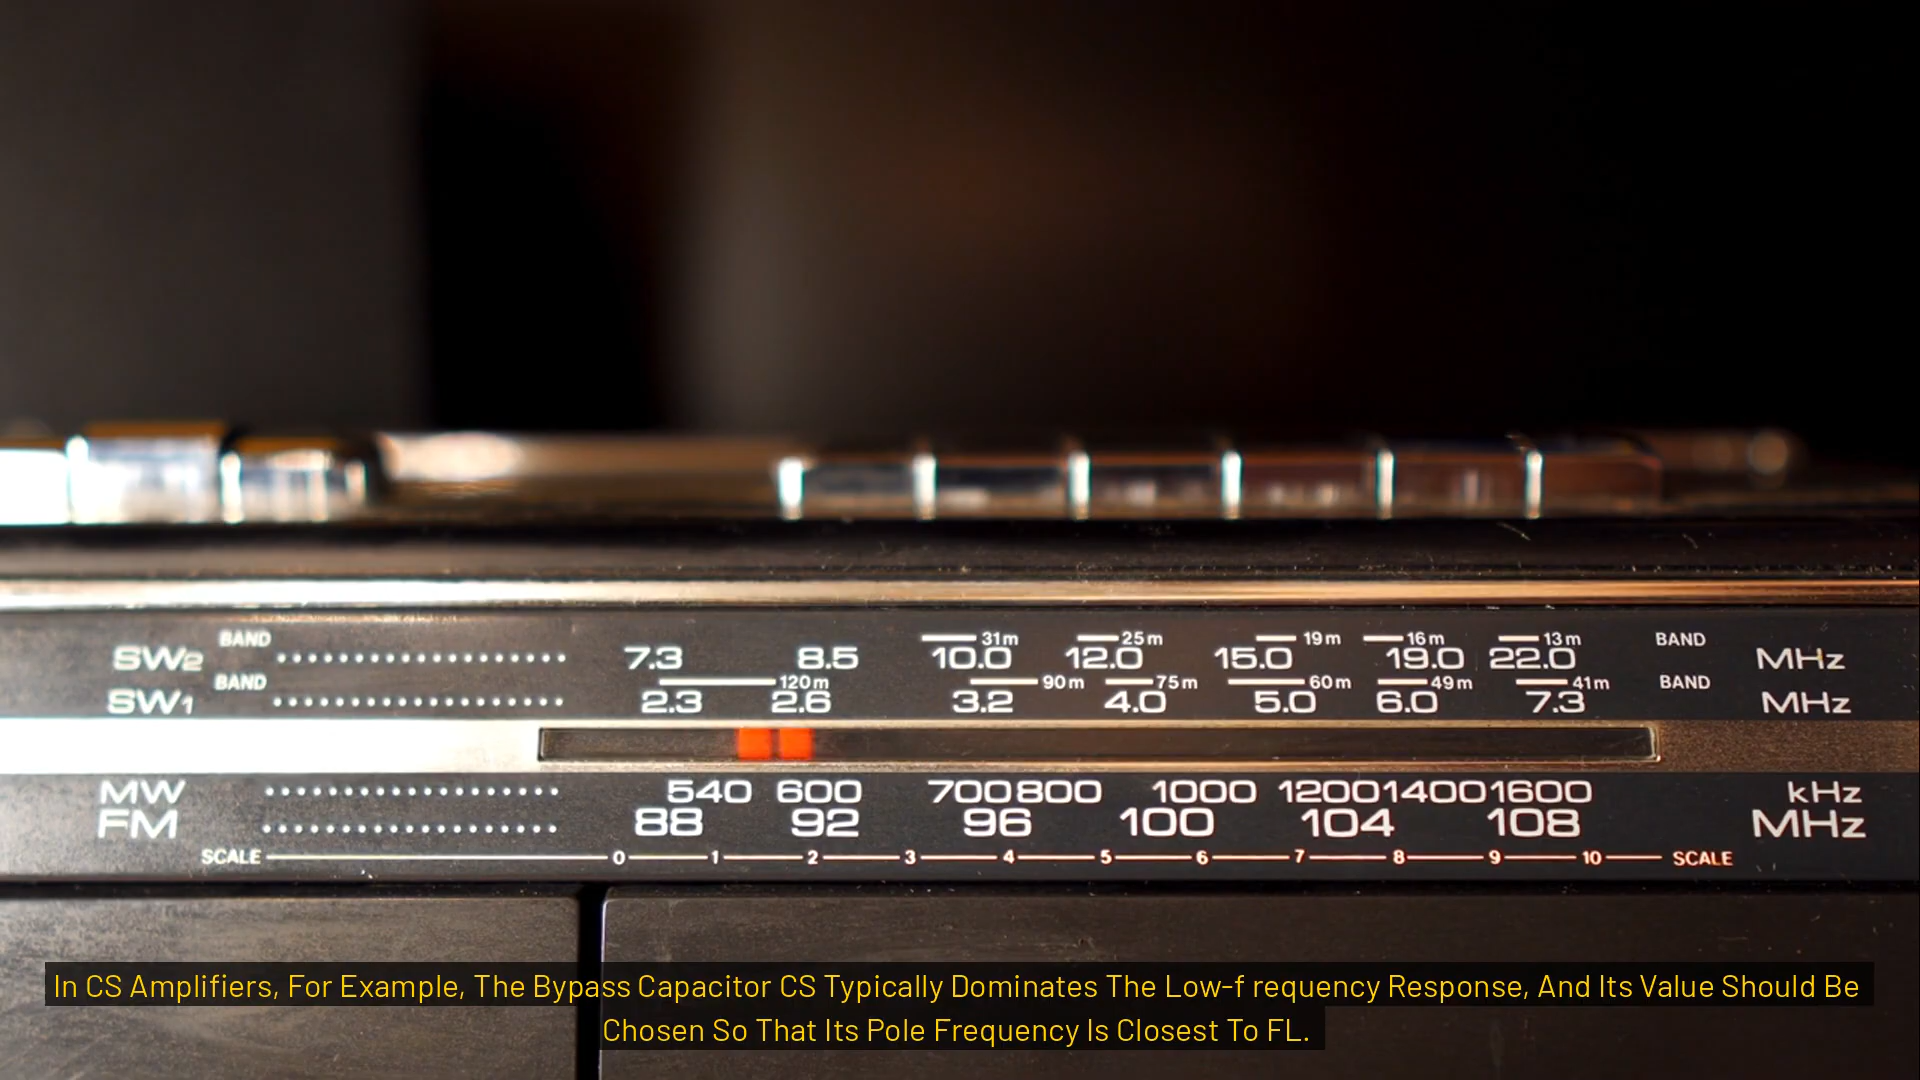 BAND 31m 25m 19m 16m 13m BAND
SW2 7.3 8.5 10.0 12.0 15.0 19.0 22.0 MHz
BAND 120m 90m 75m 60m 49m 41m BAND
SW1 2.3 2.6 3.2 4.0 5.0 6.0 7.3 MHz
MW 540 600 700 800 1000 1200 1400 1600 kHz
FM 88 92 96 100 104 108 MHz
SCALE 0 1 2 3 4 5 6 7 8 9 10 SCALE
In CS Amplifiers, For Example, The Bypass Capacitor CS Typically Dominates The Low-f requency Response, And Its Value Should Be
Chosen So That Its Pole Frequency Is Closest To FL.